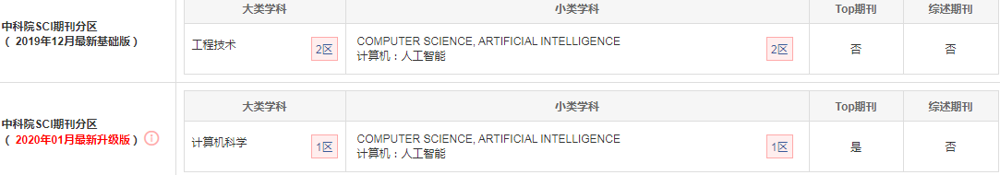 大类学科 小类学科 Top期刊 综述期刊
中科院SCI期刊分区
（ 2019年12月最新基础版）
工程技术 2区 COMPUTER SCIENCE, ARTIFICIAL INTELLIGENCE 2区 否 否
计算机：人工智能
大类学科 小类学科 Top期刊 综述期刊
中科院SCI期刊分区
（ 2020年01月最新升级版）
计算机科学 1区 COMPUTER SCIENCE, ARTIFICIAL INTELLIGENCE 1区 是 否
计算机：人工智能